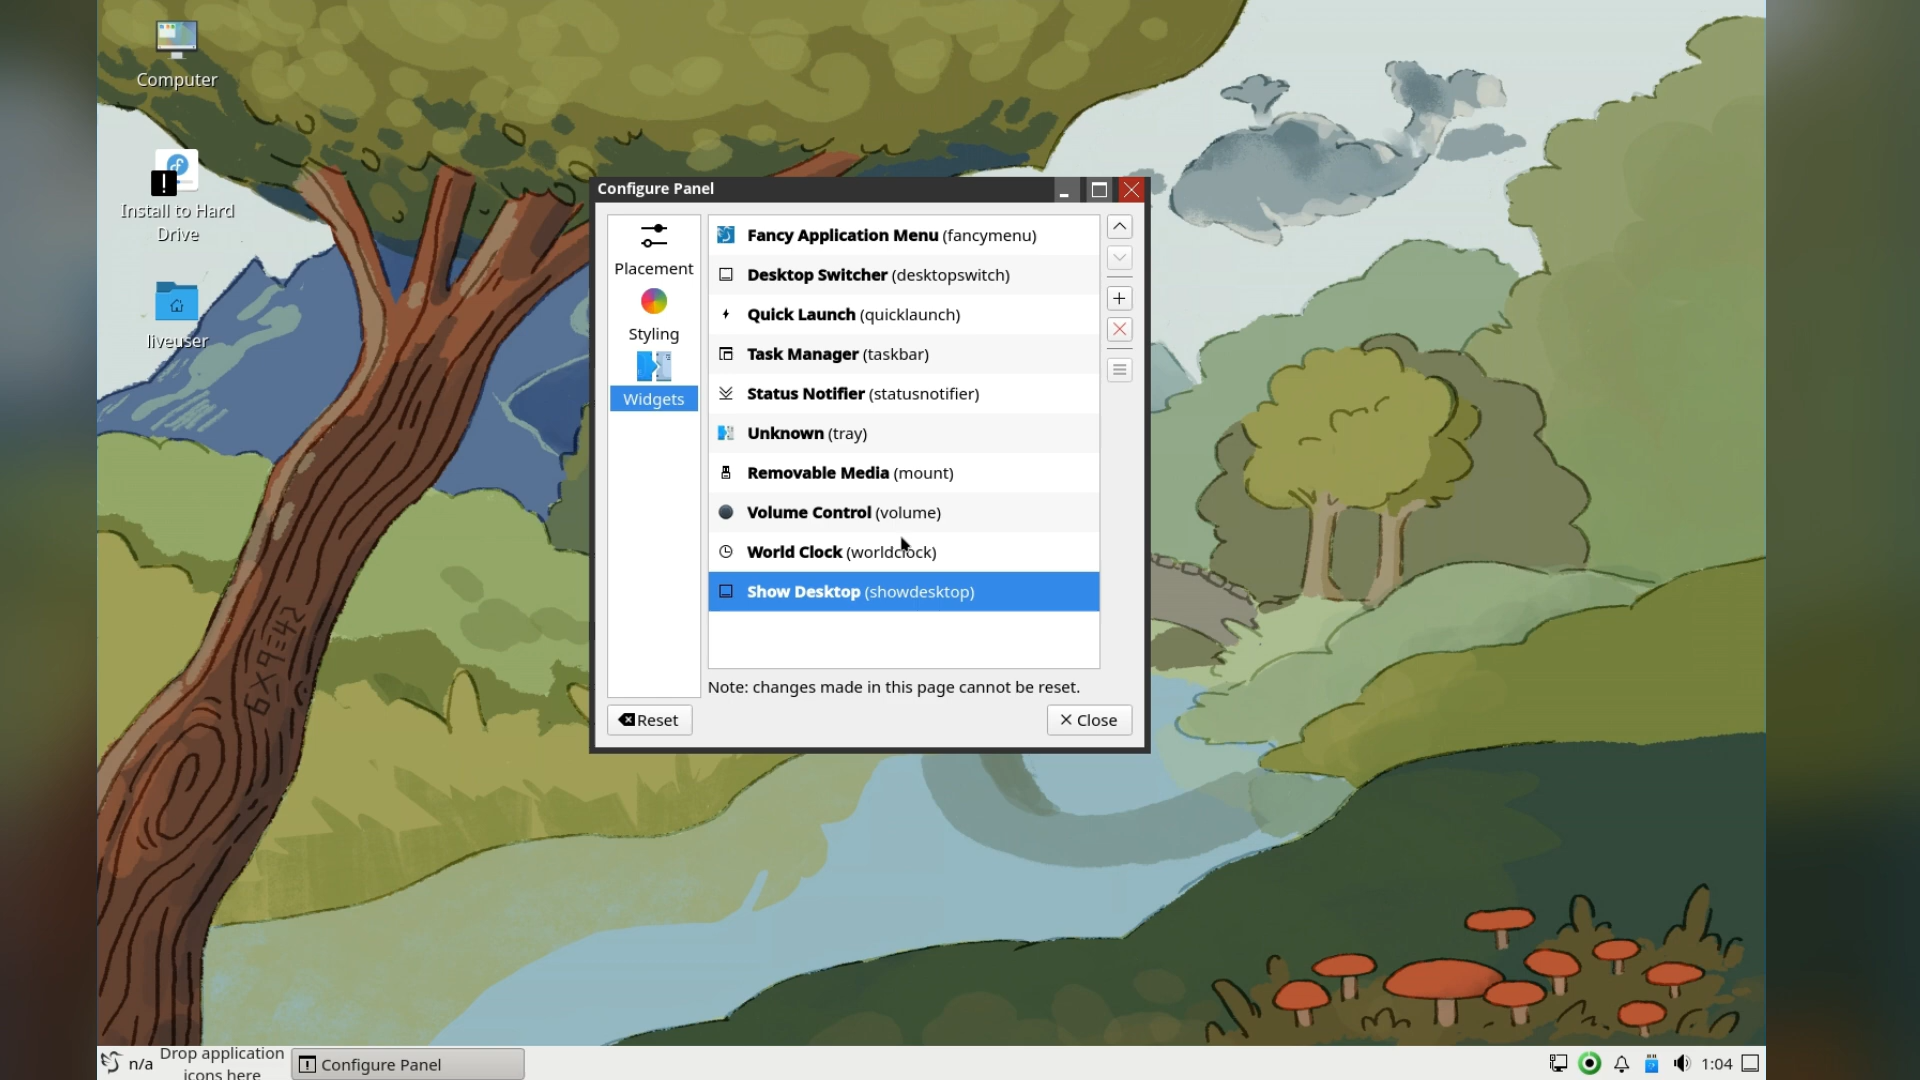 Computer
Install to Hard
Drive
liveuser
6X9=42
Configure Panel
Placement
Styling
Widgets
Fancy Application Menu (fancymenu)
Desktop Switcher (desktopswitch)
Quick Launch (quicklaunch)
Task Manager (taskbar)
Status Notifier (statusnotifier)
Unknown (tray)
Removable Media (mount)
Volume Control (volume)
World Clock (worldclock)
Show Desktop (showdesktop)
Note: changes made in this page cannot be reset.
Reset
Close
n/a
Drop application
icons here
Configure Panel
1:04